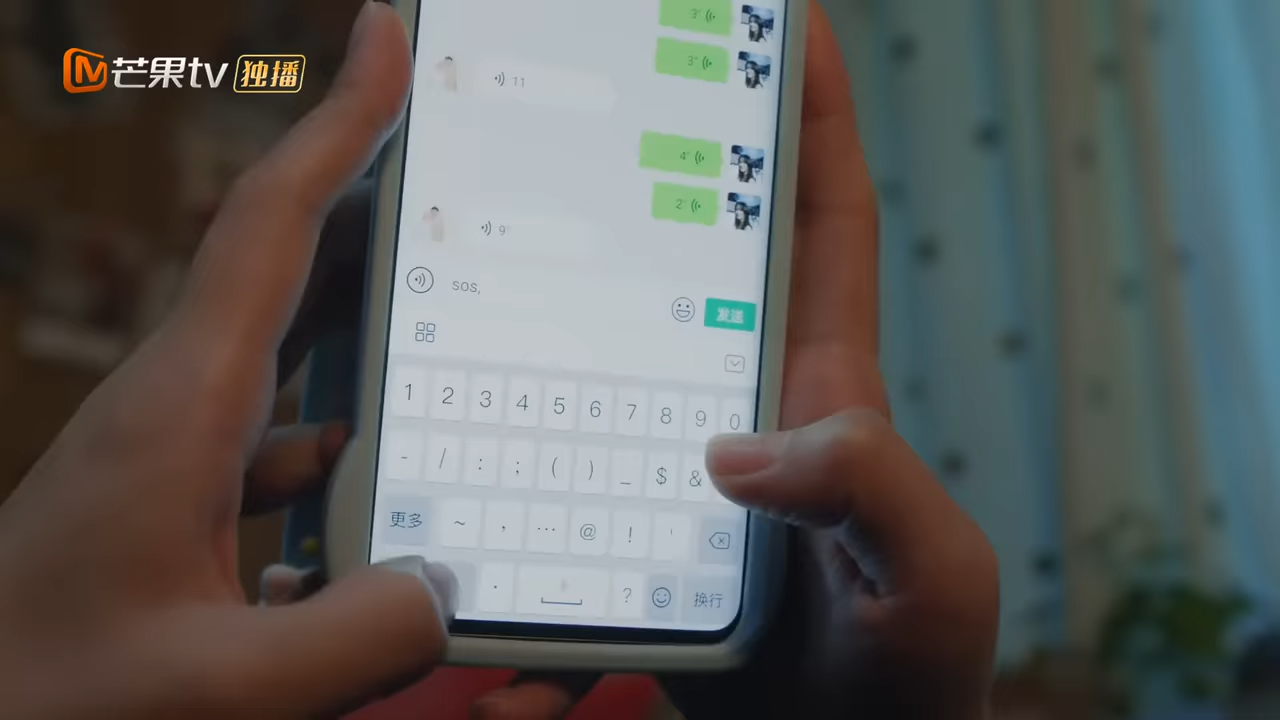 芒果TV 独播
3"
3"
11
4"
2"
9"
sos,
发送
1 2 3 4 5 6 7 8 9 0
- / : ; ( ) _ $ &
更多 ~ , … @ ! '
. ? 换行